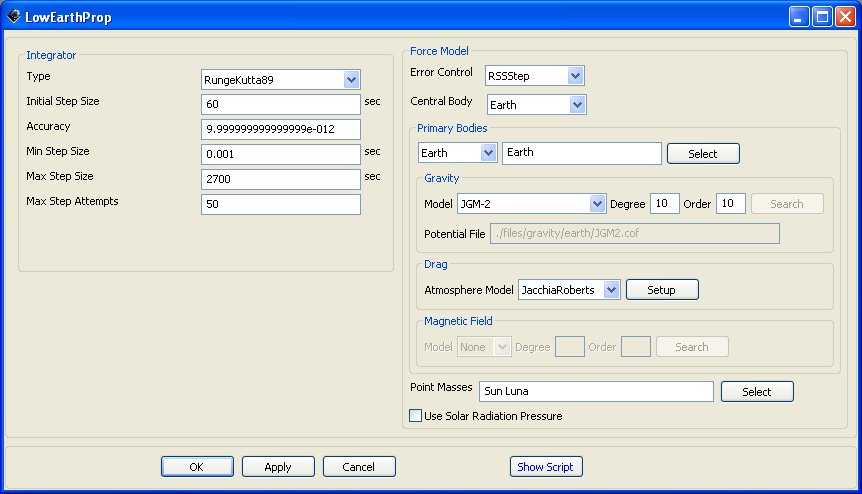 LowEarthProp
Integrator
Type RungeKutta89
Initial Step Size 60 sec
Accuracy 9.999999999999999e-012
Min Step Size 0.001 sec
Max Step Size 2700 sec
Max Step Attempts 50
Force Model
Error Control RSSStep
Central Body Earth
Primary Bodies
Earth Earth Select
Gravity
Model JGM-2 Degree 10 Order 10 Search
Potential File ./files/gravity/earth/JGM2.cof
Drag
Atmosphere Model JacchiaRoberts Setup
Magnetic Field
Model None Degree Order Search
Point Masses Sun Luna Select
Use Solar Radiation Pressure
OK Apply Cancel Show Script